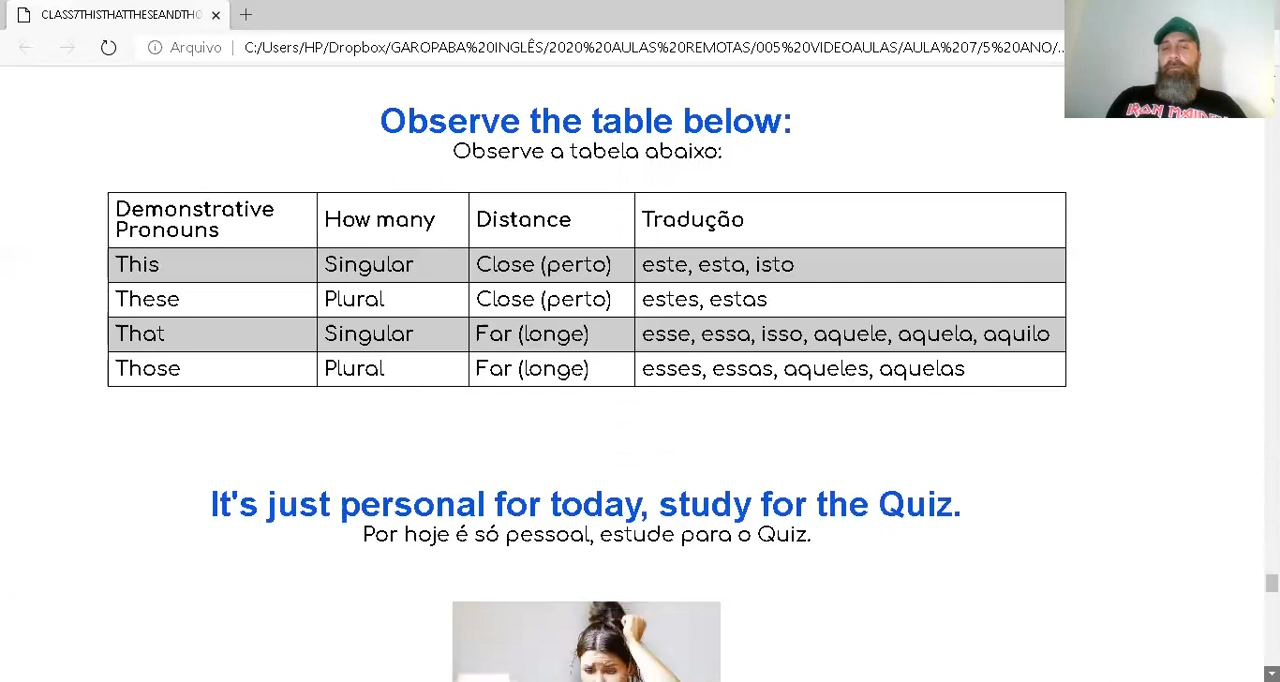 CLASS7THISTHATTHESEANDTHO
Arquivo
C:/Users/HP/Dropbox/GAROPABA%20INGLÊS/2020%20AULAS%20REMOTAS/005%20VIDEOAULAS/AULA%207/5%20ANO/...
IRON MAIDEN
Observe the table below:
Observe a tabela abaixo:
Demonstrative Pronouns How many Distance Tradução
This Singular Close (perto) este, esta, isto
These Plural Close (perto) estes, estas
That Singular Far (longe) esse, essa, isso, aquele, aquela, aquilo
Those Plural Far (longe) esses, essas, aqueles, aquelas
It's just personal for today, study for the Quiz.
Por hoje é só pessoal, estude para o Quiz.